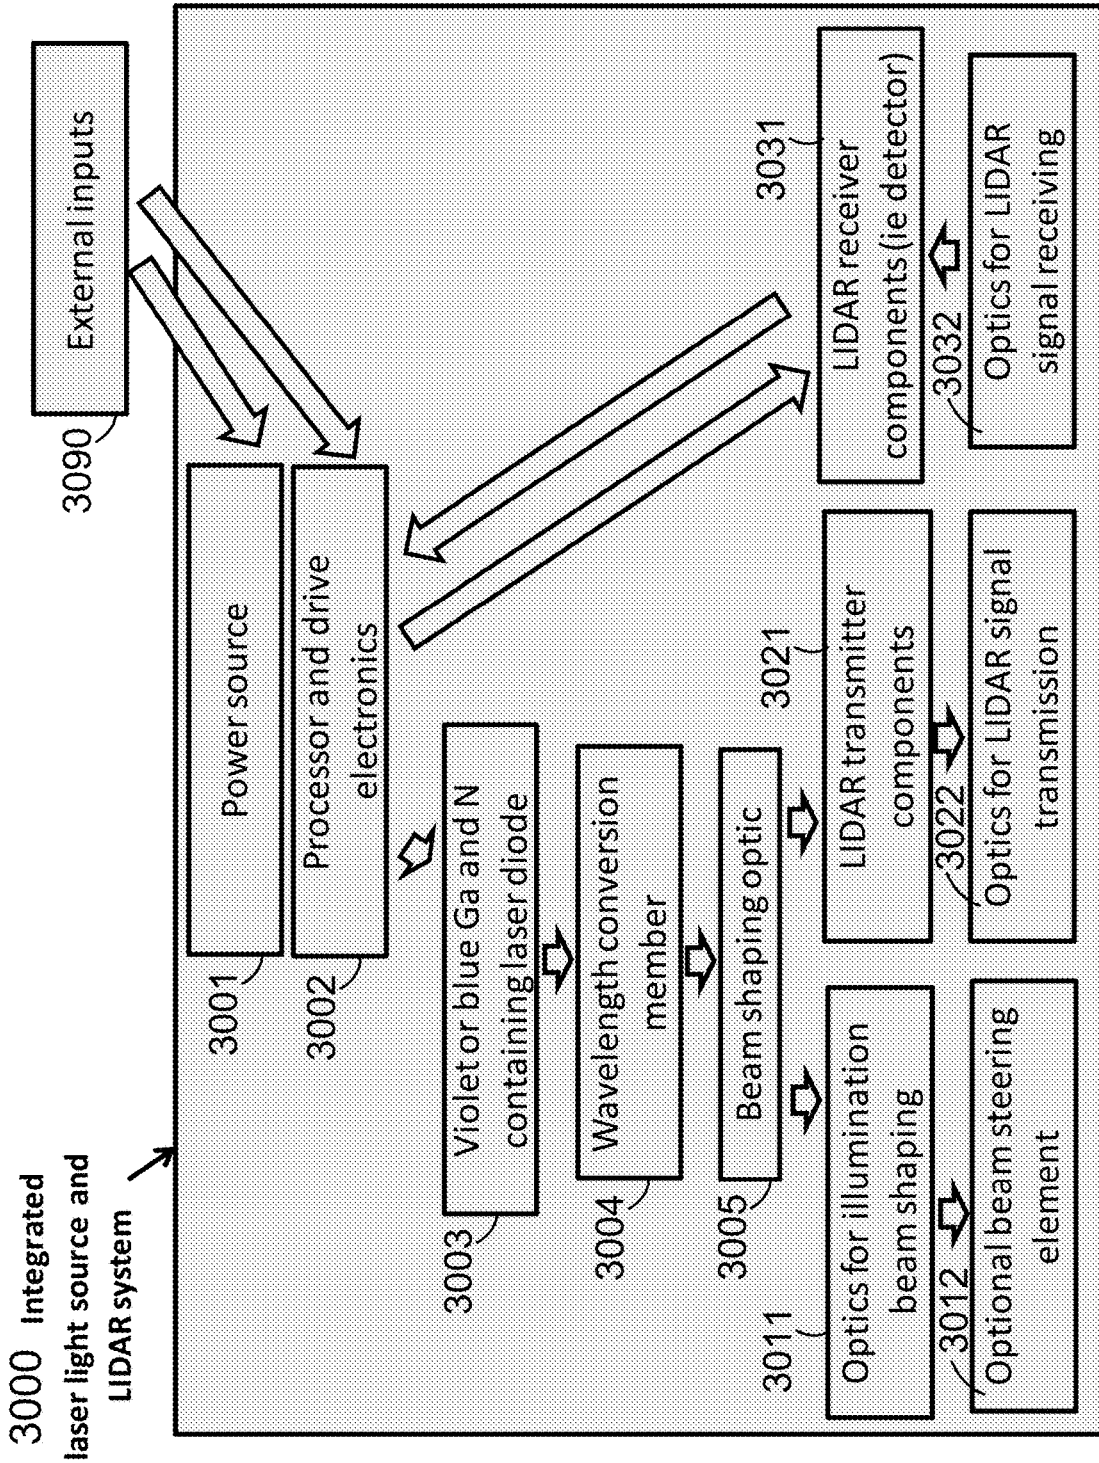 3000 Integrated
laser light source and
LIDAR system
External inputs
3090
Power source
3001
Processor and drive
electronics
3002
Violet or blue Ga and N
containing laser diode
3003
Wavelength conversion
member
3004
Beam shaping optic
3005
3011
Optics for illumination
beam shaping
3012
Optional beam steering
element
3021
LIDAR transmitter
components
3022
Optics for LIDAR signal
transmission
3031
LIDAR receiver
components (ie detector)
3032
Optics for LIDAR
signal receiving